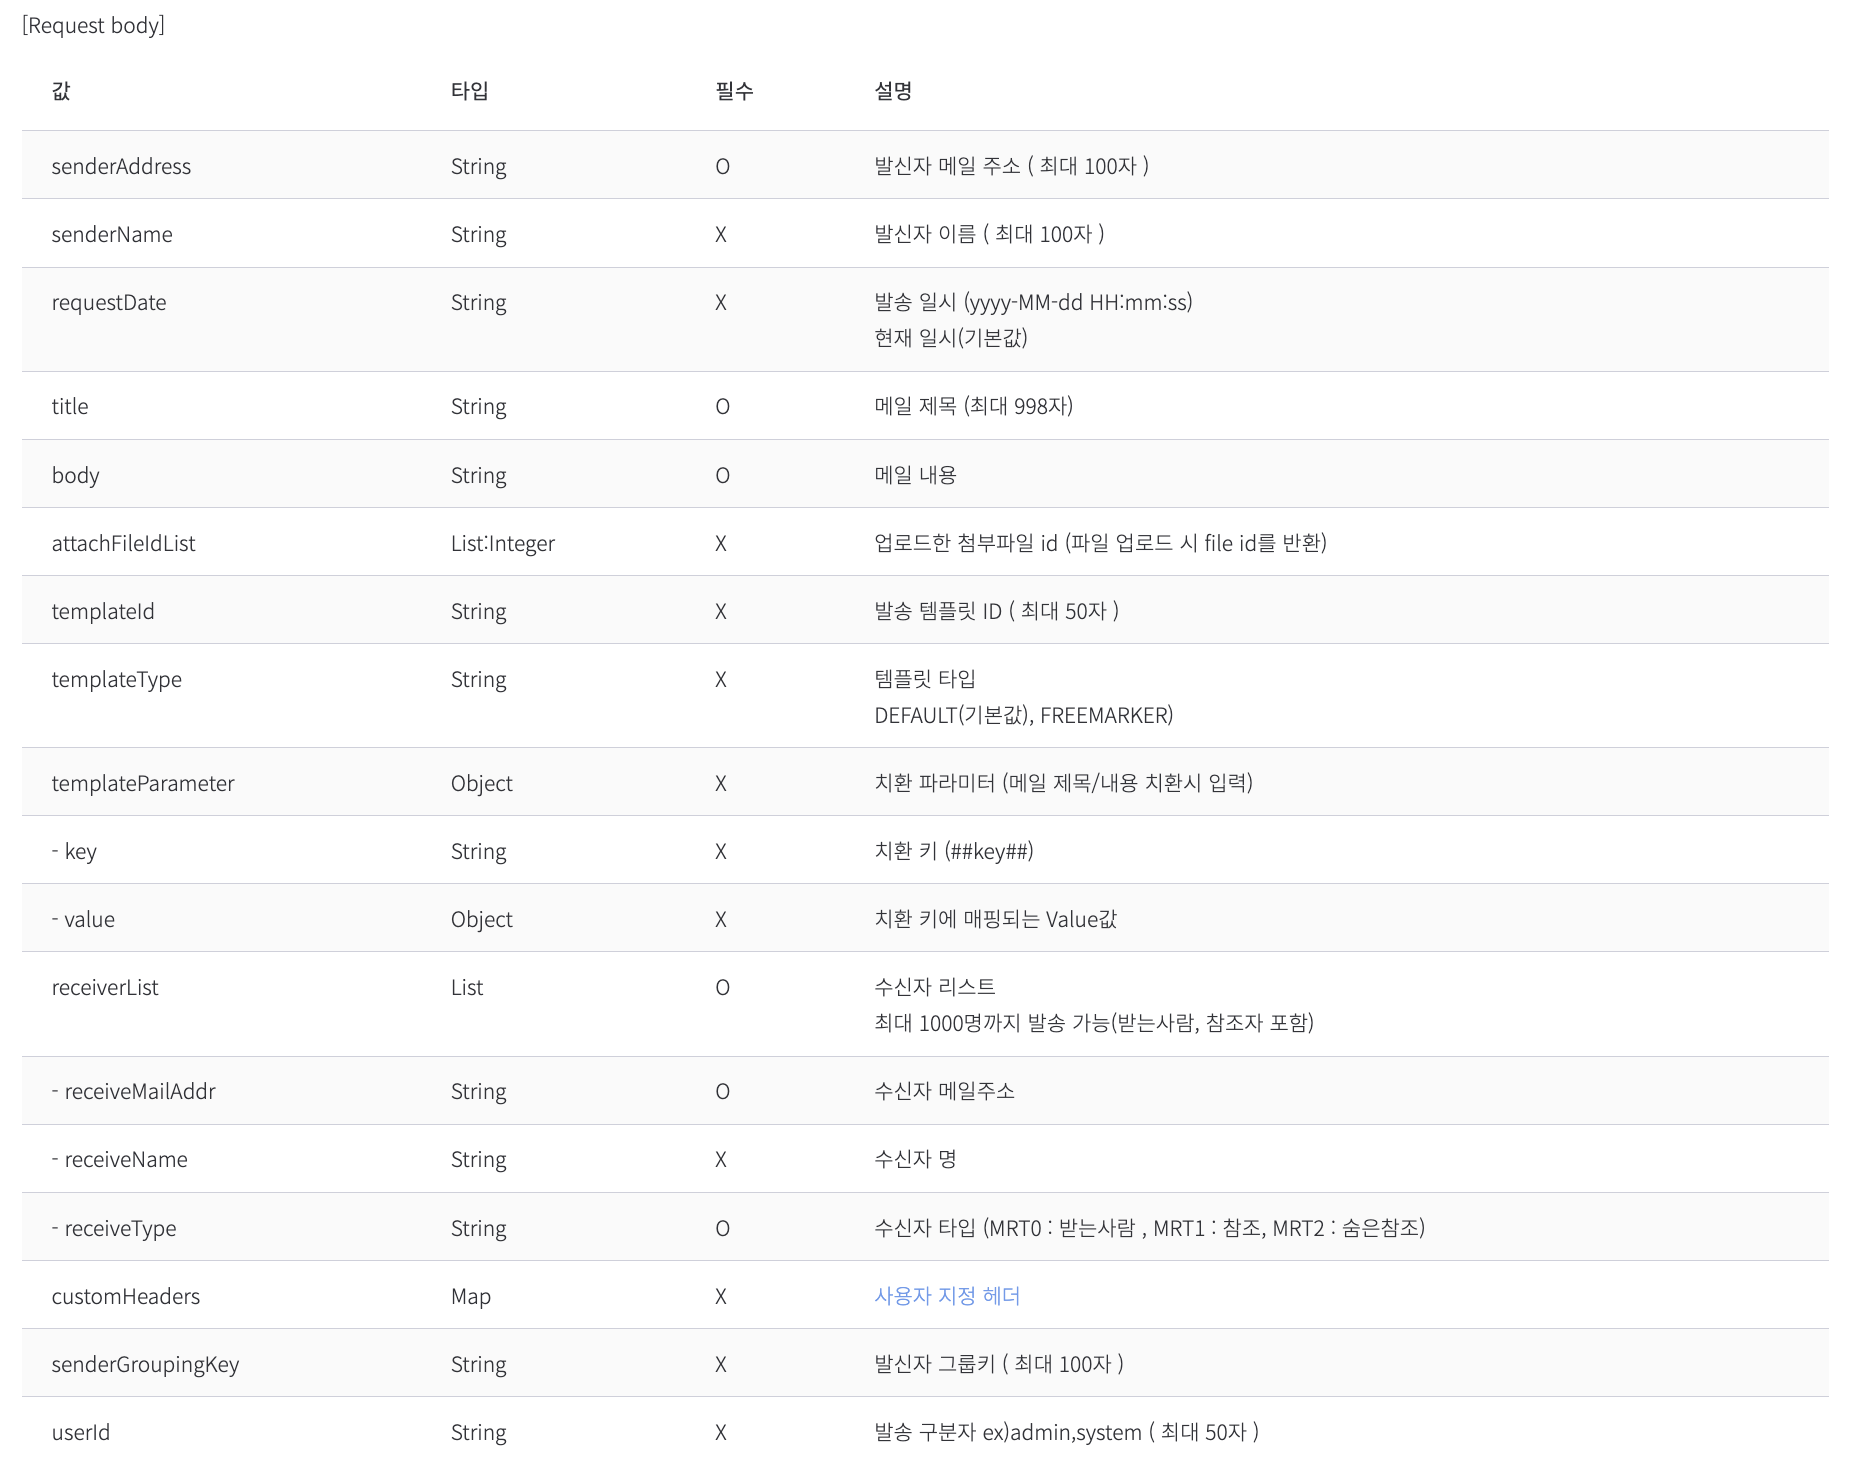 [Request body]
값 타입 필수 설명
senderAddress String O 발신자 메일 주소 ( 최대 100자 )
senderName String X 발신자 이름 ( 최대 100자 )
requestDate String X 발송 일시 (yyyy-MM-dd HH:mm:ss)
현재 일시(기본값)
title String O 메일 제목 (최대 998자)
body String O 메일 내용
attachFileIdList List:Integer X 업로드한 첨부파일 id (파일 업로드 시 file id를 반환)
templateId String X 발송 템플릿 ID ( 최대 50자 )
templateType String X 템플릿 타입
DEFAULT(기본값), FREEMARKER)
templateParameter Object X 치환 파라미터 (메일 제목/내용 치환시 입력)
- key String X 치환 키 (##key##)
- value Object X 치환 키에 매핑되는 Value값
receiverList List O 수신자 리스트
최대 1000명까지 발송 가능(받는사람, 참조자 포함)
- receiveMailAddr String O 수신자 메일주소
- receiveName String X 수신자 명
- receiveType String O 수신자 타입 (MRT0 : 받는사람 , MRT1 : 참조, MRT2 : 숨은참조)
customHeaders Map X 사용자 지정 헤더
senderGroupingKey String X 발신자 그룹키 ( 최대 100자 )
userId String X 발송 구분자 ex)admin,system ( 최대 50자 )